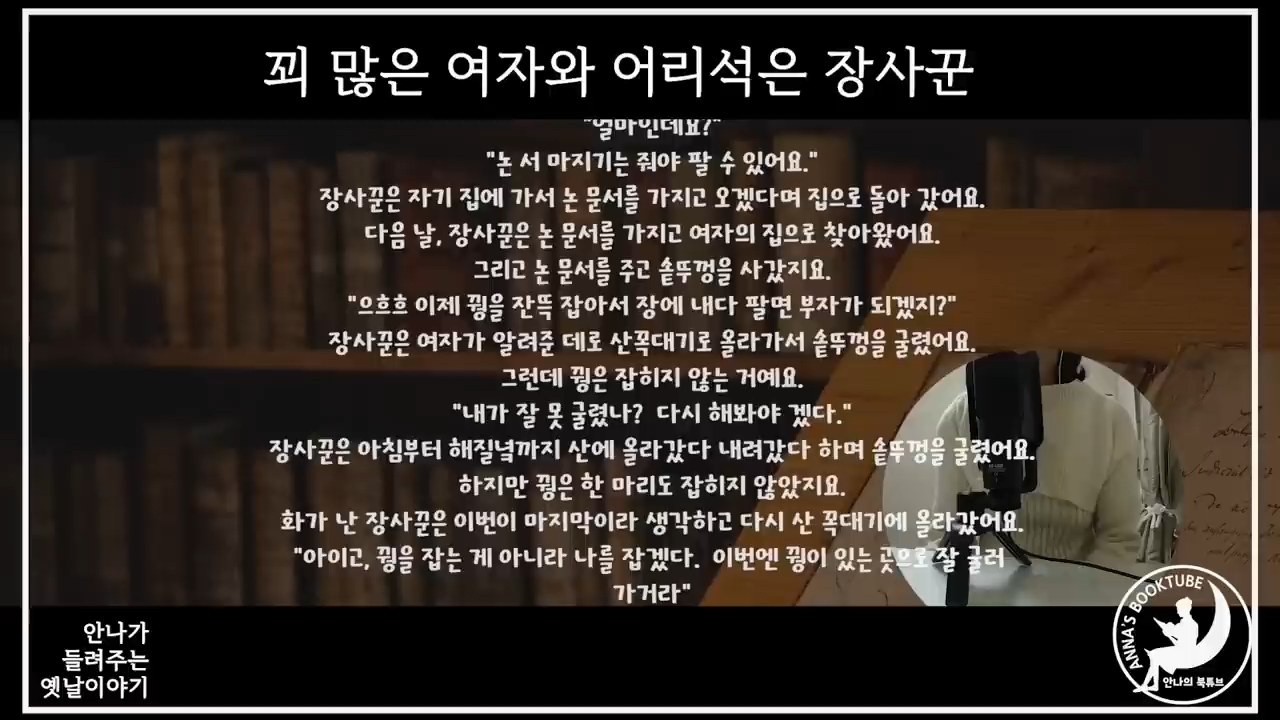 꾀 많은 여자와 어리석은 장사꾼
"얼마인데요?"
"논 서 마지기는 줘야 팔 수 있어요."
장사꾼은 자기 집에 가서 논 문서를 가지고 오겠다며 집으로 돌아 갔어요.
다음 날, 장사꾼은 논 문서를 가지고 여자의 집으로 찾아왔어요.
그리고 논 문서를 주고 솥뚜껑을 사갔지요.
"으흐흐 이제 꿩을 잔뜩 잡아서 장에 내다 팔면 부자가 되겠지?"
장사꾼은 여자가 알려준 데로 산꼭대기로 올라가서 솥뚜껑을 굴렸어요.
그런데 꿩은 잡히지 않는 거예요.
"내가 잘 못 굴렸나? 다시 해봐야 겠다."
장사꾼은 아침부터 해질녘까지 산에 올라갔다 내려갔다 하며 솥뚜껑을 굴렸어요.
하지만 꿩은 한 마리도 잡히지 않았지요.
화가 난 장사꾼은 이번이 마지막이라 생각하고 다시 산 꼭대기에 올라갔어요.
"아이고, 꿩을 잡는 게 아니라 나를 잡겠다. 이번엔 꿩이 있는 곳으로 잘 굴러
가거라"
안나가
들려주는
옛날이야기
ANNA'S BOOKTUBE
안나의 북튜브